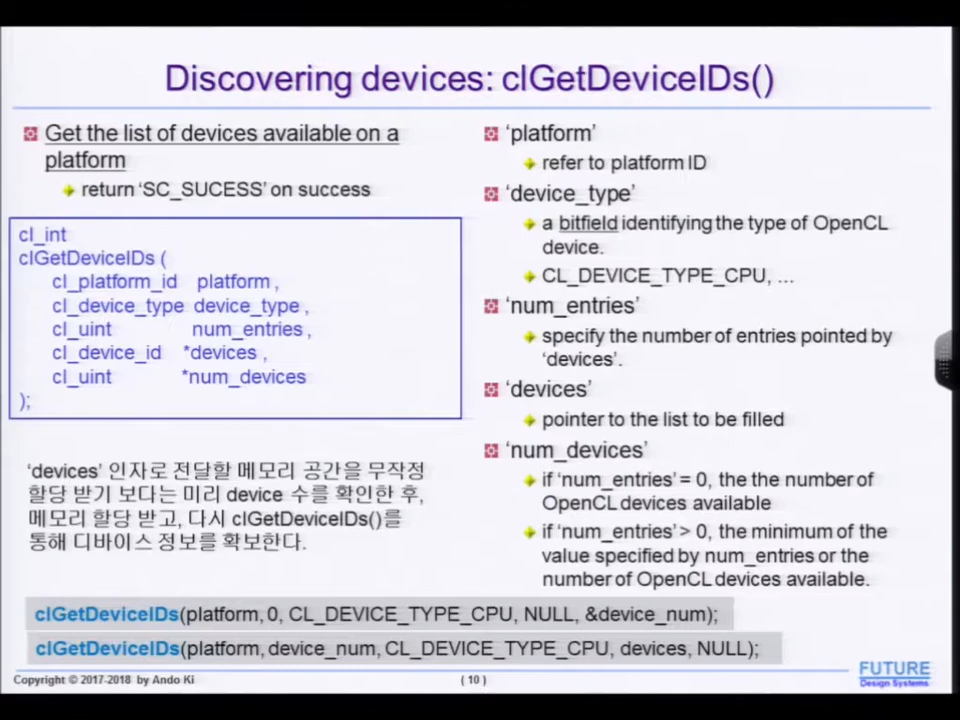 Discovering devices: clGetDeviceIDs()
Get the list of devices available on a
platform
return 'SC_SUCESS' on success
cl_int
clGetDeviceIDs (
cl_platform_id platform ,
cl_device_type device_type ,
cl_uint num_entries ,
cl_device_id *devices ,
cl_uint *num_devices
);
'devices' 인자로 전달할 메모리 공간을 무작정
할당 받기 보다는 미리 device 수를 확인한 후,
메모리 할당 받고, 다시 clGetDeviceIDs()를
통해 디바이스 정보를 확보한다.
'platform'
refer to platform ID
'device_type'
a bitfield identifying the type of OpenCL
device.
CL_DEVICE_TYPE_CPU, ...
'num_entries'
specify the number of entries pointed by
'devices'.
'devices'
pointer to the list to be filled
'num_devices'
if 'num_entries' = 0, the the number of
OpenCL devices available
if 'num_entries' > 0, the minimum of the
value specified by num_entries or the
number of OpenCL devices available.
clGetDeviceIDs(platform, 0, CL_DEVICE_TYPE_CPU, NULL, &device_num);
clGetDeviceIDs(platform, device_num, CL_DEVICE_TYPE_CPU, devices, NULL);
Copyright © 2017-2018 by Ando Ki
( 10 )
FUTURE
Design Systems